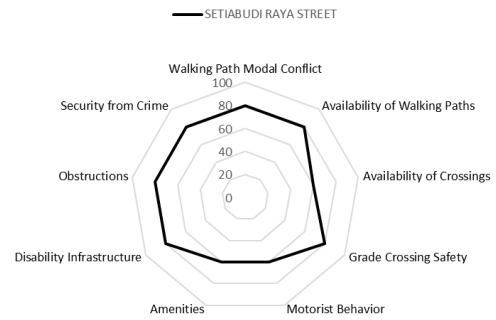 SETIABUDI RAYA STREET
Walking Path Modal Conflict
100
Security from Crime
80
Availability of Walking Paths
60
40
Obstructions
20
Availability of Crossings
0
Disability Infrastructure
Grade Crossing Safety
Amenities
Motorist Behavior